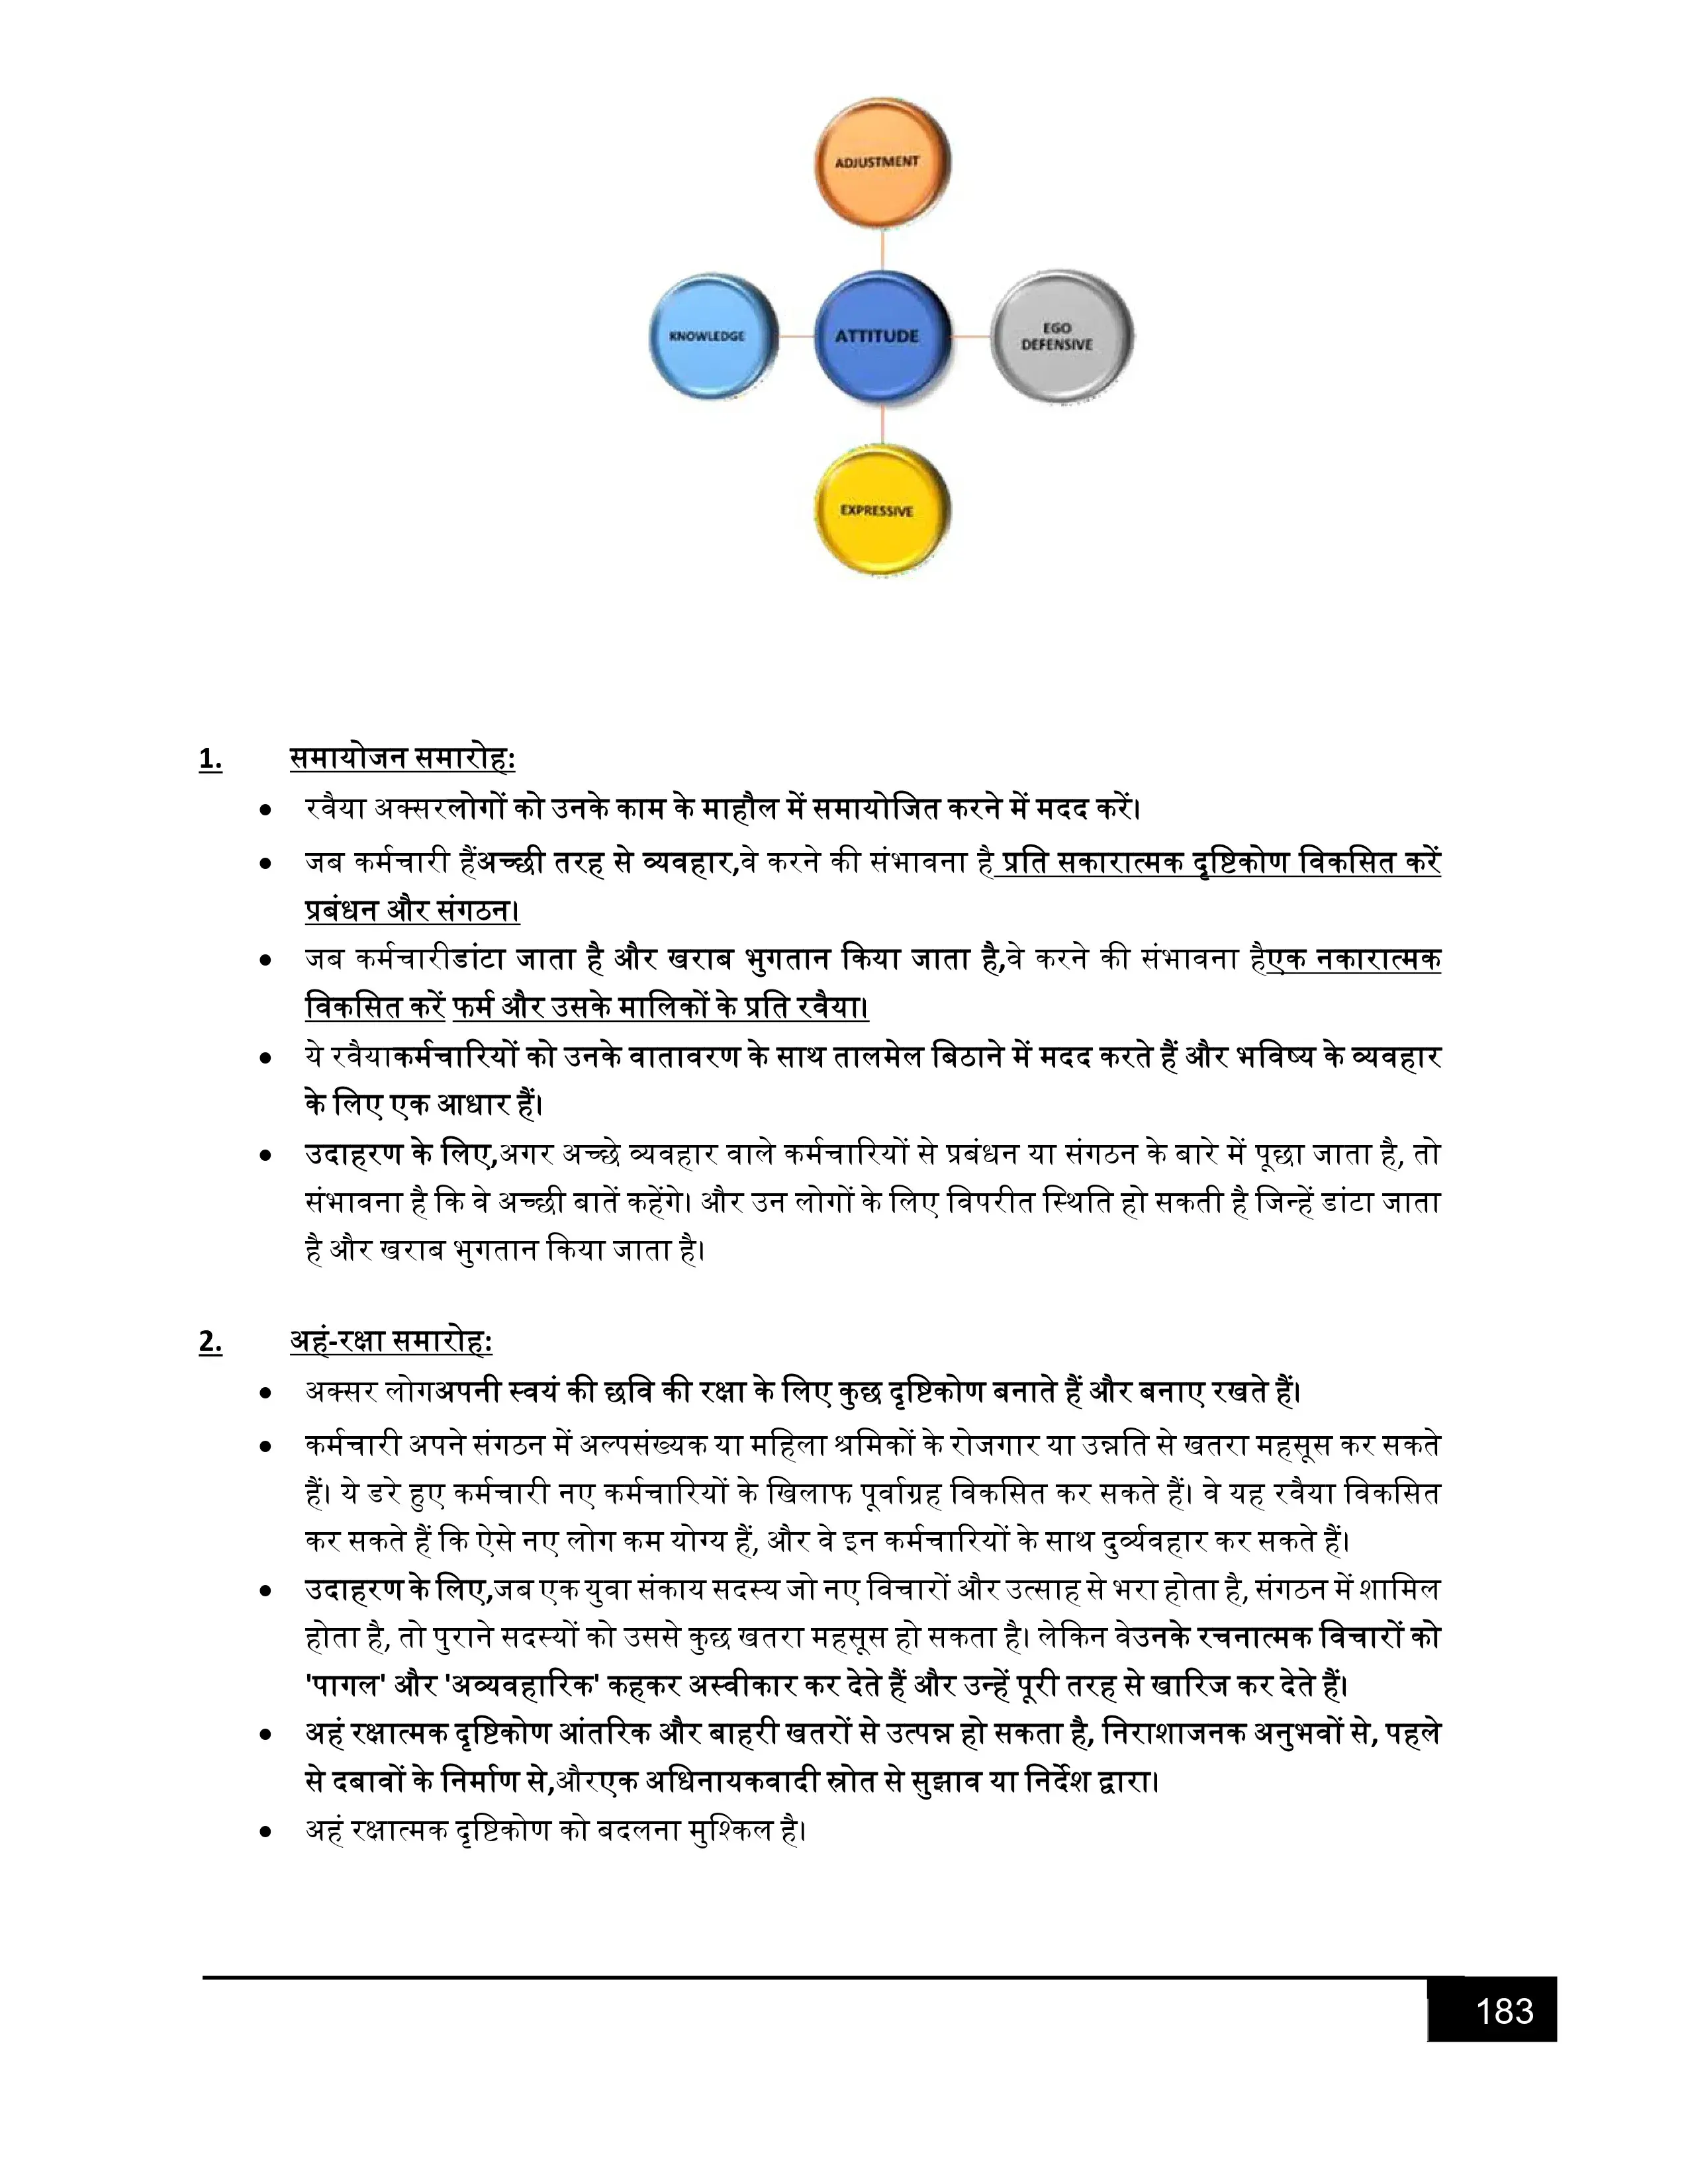 ADJUSTMENT
KNOWLEDGE
ATTITUDE
EGO
DEFENSIVE
EXPRESSIVE
1. समायोजन समारोह:
• रवैया अक्सरलोगों को उनके काम के माहौल में समायोजित करने में मदद करें।
• जब कर्मचारी हैंअच्छी तरह से व्यवहार,वे करने की संभावना है प्रति सकारात्मक दृष्टिकोण विकसित करें
प्रबंधन और संगठन।
• जब कर्मचारीडांटा जाता है और खराब भुगतान किया जाता है,वे करने की संभावना हैएक नकारात्मक
विकसित करें फर्म और उसके मालिकों के प्रति रवैया।
• ये रवैयाकर्मचारियों को उनके वातावरण के साथ तालमेल बिठाने में मदद करते हैं और भविष्य के व्यवहार
के लिए एक आधार हैं।
• उदाहरण के लिए,अगर अच्छे व्यवहार वाले कर्मचारियों से प्रबंधन या संगठन के बारे में पूछा जाता है, तो
संभावना है कि वे अच्छी बातें कहेंगे। और उन लोगों के लिए विपरीत स्थिति हो सकती है जिन्हें डांटा जाता
है और खराब भुगतान किया जाता है।
2. अहं-रक्षा समारोह:
• अक्सर लोगअपनी स्वयं की छवि की रक्षा के लिए कुछ दृष्टिकोण बनाते हैं और बनाए रखते हैं।
• कर्मचारी अपने संगठन में अल्पसंख्यक या महिला श्रमिकों के रोजगार या उन्नति से खतरा महसूस कर सकते
हैं। ये डरे हुए कर्मचारी नए कर्मचारियों के खिलाफ पूर्वाग्रह विकसित कर सकते हैं। वे यह रवैया विकसित
कर सकते हैं कि ऐसे नए लोग कम योग्य हैं, और वे इन कर्मचारियों के साथ दुर्व्यवहार कर सकते हैं।
• उदाहरण के लिए,जब एक युवा संकाय सदस्य जो नए विचारों और उत्साह से भरा होता है, संगठन में शामिल
होता है, तो पुराने सदस्यों को उससे कुछ खतरा महसूस हो सकता है। लेकिन वेउनके रचनात्मक विचारों को
'पागल' और 'अव्यवहारिक' कहकर अस्वीकार कर देते हैं और उन्हें पूरी तरह से खारिज कर देते हैं।
• अहं रक्षात्मक दृष्टिकोण आंतरिक और बाहरी खतरों से उत्पन्न हो सकता है, निराशाजनक अनुभवों से, पहले
से दबावों के निर्माण से,औरएक अधिनायकवादी स्रोत से सुझाव या निर्देश द्वारा।
• अहं रक्षात्मक दृष्टिकोण को बदलना मुश्किल है।
183